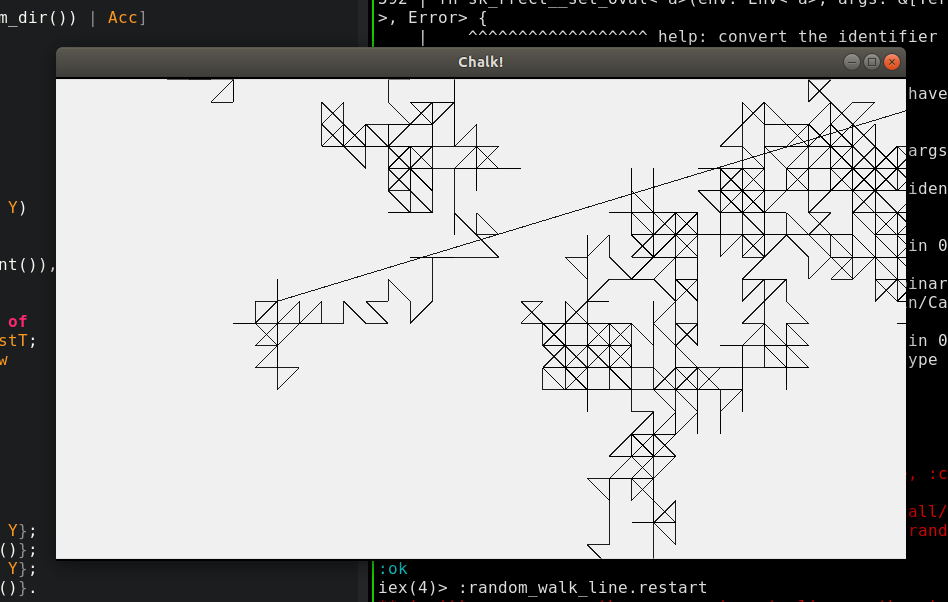 m_dir()) | Acc]
Y)
nt()),
of
stT;
w
Y};
()};
Y};
()}.
>, Error> {
| ^^^^^^^^^^^^^^^^^^ help: convert the identifier
Chalk!
have
args
iden
in 0
inar
n/Ca
in 0
ype
, :c
all/
rand
:ok
iex(4)> :random_walk_line.restart